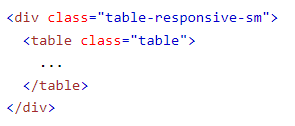 <div class="table-responsive-sm">
  <table class="table">
    ...
  </table>
</div>